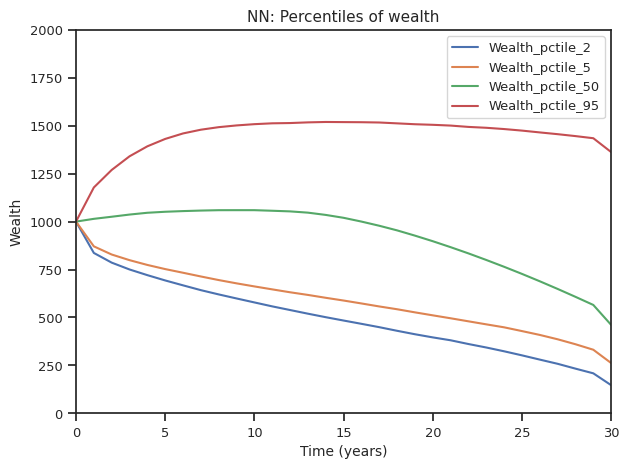 NN: Percentiles of wealth
2000
1750
1500
1250
1000
750
500
250
0
Wealth
Wealth_pctile_2
Wealth_pctile_5
Wealth_pctile_50
Wealth_pctile_95
0 5 10 15 20 25 30
Time (years)